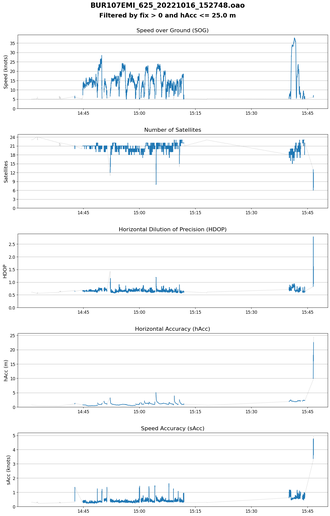 BUR107EMI_625_20221016_152748.oao
Filtered by fix > 0 and hAcc <= 25.0 m
Speed over Ground (SOG)
Speed (knots)
35
30
25
20
15
10
5
0
14:45 15:00 15:15 15:30 15:45
Number of Satellites
Satellites
24
21
18
15
12
9
6
3
0
14:45 15:00 15:15 15:30 15:45
Horizontal Dilution of Precision (HDOP)
HDOP
2.5
2.0
1.5
1.0
0.5
0.0
14:45 15:00 15:15 15:30 15:45
Horizontal Accuracy (hAcc)
hAcc (m)
25
20
15
10
5
0
14:45 15:00 15:15 15:30 15:45
Speed Accuracy (sAcc)
sAcc (knots)
5
4
3
2
1
0
14:45 15:00 15:15 15:30 15:45